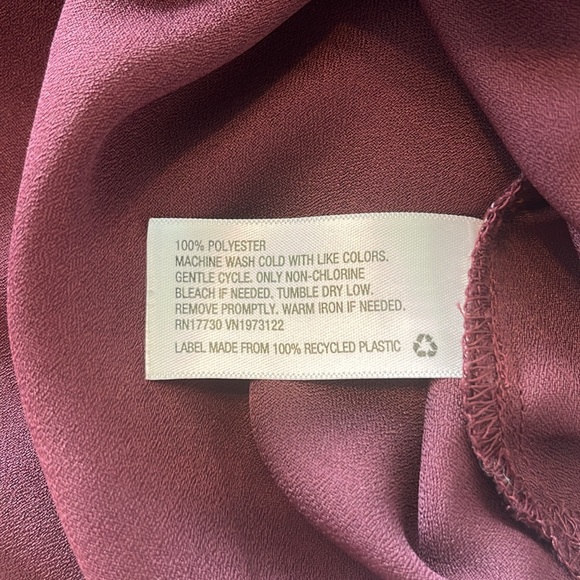 100% POLYESTER
MACHINE WASH COLD WITH LIKE COLORS.
GENTLE CYCLE. ONLY NON-CHLORINE
BLEACH IF NEEDED. TUMBLE DRY LOW.
REMOVE PROMPTLY. WARM IRON IF NEEDED.
RN17730 VN1973122
LABEL MADE FROM 100% RECYCLED PLASTIC